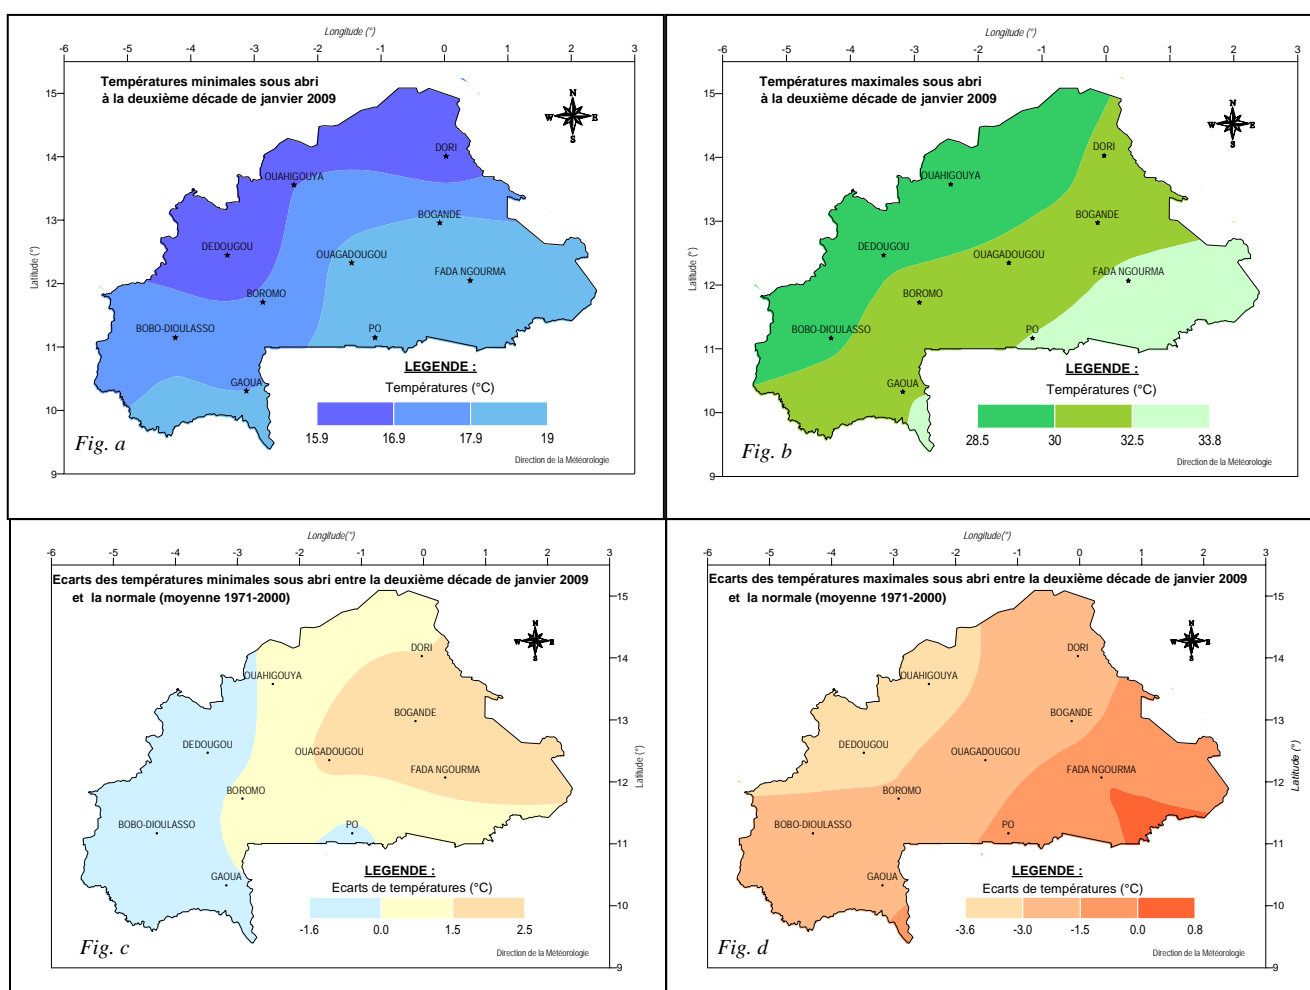 Longitude (°)
-6 -5 -4 -3 -2 -1 0 1 2 3
Températures minimales sous abri
à la deuxième décade de janvier 2009
N
W E
S
15
14
13
12
11
10
9
Latitude (°)
DORI
OUAHIGOUYA
BOGANDE
DEDOUGOU
OUAGADOUGOU
FADA NGOURMA
BOROMO
BOBO-DIOULASSO
PO
GAOUA
LEGENDE :
Températures (°C)
15.9 16.9 17.9 19
Fig. a
Direction de la Météorologie
Longitude (°)
-6 -5 -4 -3 -2 -1 0 1 2 3
Températures maximales sous abri
à la deuxième décade de janvier 2009
N
W E
S
15
14
13
12
11
10
9
Latitude (°)
DORI
OUAHIGOUYA
BOGANDE
DEDOUGOU
OUAGADOUGOU
FADA NGOURMA
BOROMO
BOBO-DIOULASSO
PO
GAOUA
LEGENDE :
Températures (°C)
28.5 30 32.5 33.8
Fig. b
Direction de la Météorologie
Longitude(°)
-6 -5 -4 -3 -2 -1 0 1 2 3
Ecarts des températures minimales sous abri entre la deuxième décade de janvier 2009
et la normale (moyenne 1971-2000)
N
W E
S
15
14
13
12
11
10
9
Latitude (°)
DORI
OUAHIGOUYA
BOGANDE
DEDOUGOU
OUAGADOUGOU
FADA NGOURMA
BOROMO
BOBO-DIOULASSO
PO
GAOUA
LEGENDE :
Ecarts de températures (°C)
-1.6 0.0 1.5 2.5
Fig. c
Direction de la Météorologie
Longitude(°)
-6 -5 -4 -3 -2 -1 0 1 2 3
Ecarts des températures maximales sous abri entre la deuxième décade de janvier 2009
et la normale (moyenne 1971-2000)
N
W E
S
15
14
13
12
11
10
9
Latitude (°)
DORI
OUAHIGOUYA
BOGANDE
DEDOUGOU
OUAGADOUGOU
FADA NGOURMA
BOROMO
BOBO-DIOULASSO
PO
GAOUA
LEGENDE :
Ecarts de températures (°C)
-3.6 -3.0 -1.5 0.0 0.8
Fig. d
Direction de la Météorologie